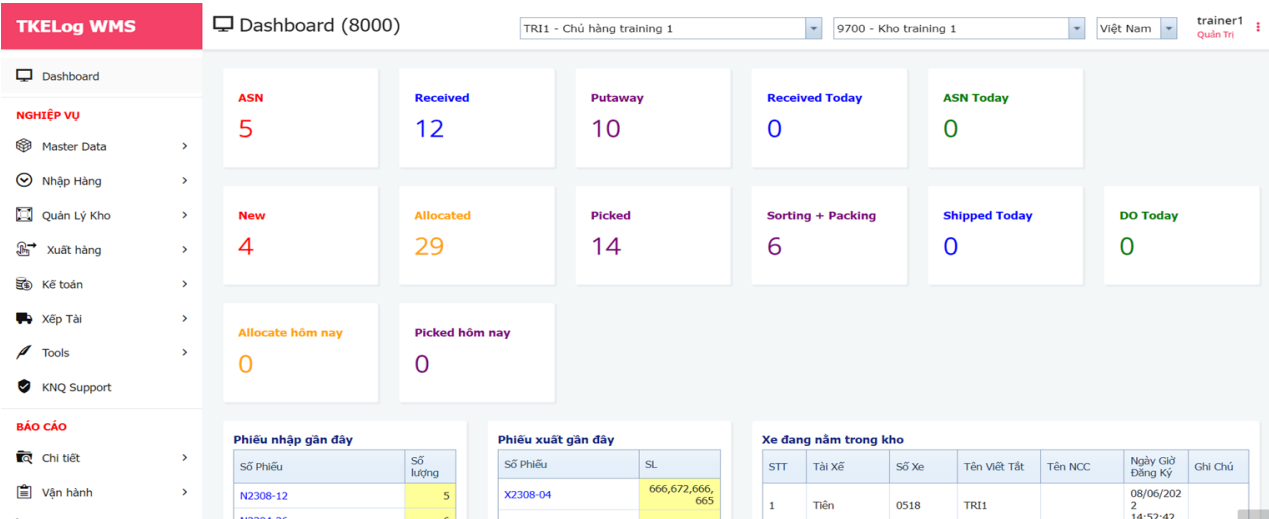 TKELog WMS
Dashboard (8000)
TRI1 - Chủ hàng training 1
9700 - Kho training 1
Việt Nam
trainer1
Quản Trị
Dashboard
NGHIỆP VỤ
Master Data
Nhập Hàng
Quản Lý Kho
Xuất hàng
Kế toán
Xếp Tài
Tools
KNQ Support
BÁO CÁO
Chi tiết
Vận hành
ASN
5
Received
12
Putaway
10
Received Today
0
ASN Today
0
New
4
Allocated
29
Picked
14
Sorting + Packing
6
Shipped Today
0
DO Today
0
Allocate hôm nay
0
Picked hôm nay
0
Phiếu nhập gần đây
Số Phiếu
Số
lượng
N2308-12
5
Phiếu xuất gần đây
Số Phiếu
SL
X2308-04
666,672,666,
665
Xe đang nằm trong kho
STT
Tài Xế
Số Xe
Tên Viết Tắt
Tên NCC
Ngày Giờ
Đăng Ký
Ghi Chú
1
Tiên
0518
TRI1
08/06/202
2
14:52:42